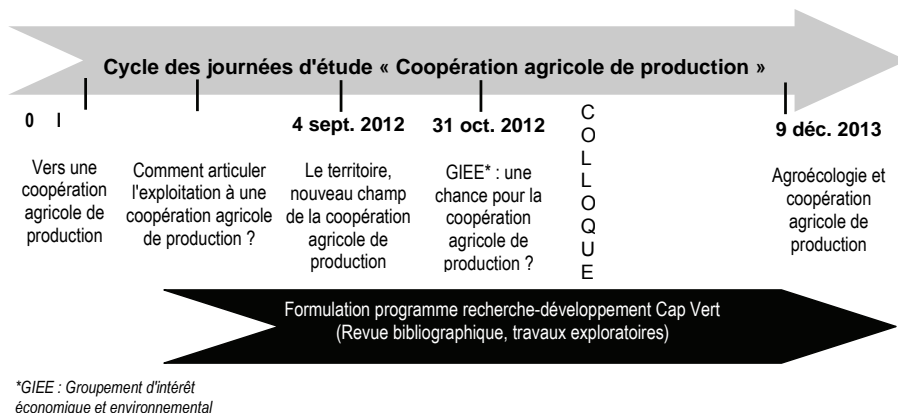 Cycle des journées d'étude « Coopération agricole de production »
0 I
4 sept. 2012
31 oct. 2012
9 déc. 2013
Vers une
coopération
agricole de
production
Comment articuler
l'exploitation à une
coopération agricole
de production ?
Le territoire,
nouveau champ
de la coopération
agricole de
production
GIEE* : une
chance pour la
coopération
agricole de
production ?
COLLOQUE
Agroécologie et
coopération
agricole de
production
Formulation programme recherche-développement Cap Vert
(Revue bibliographique, travaux exploratoires)
*GIEE : Groupement d'intérêt
économique et environnemental